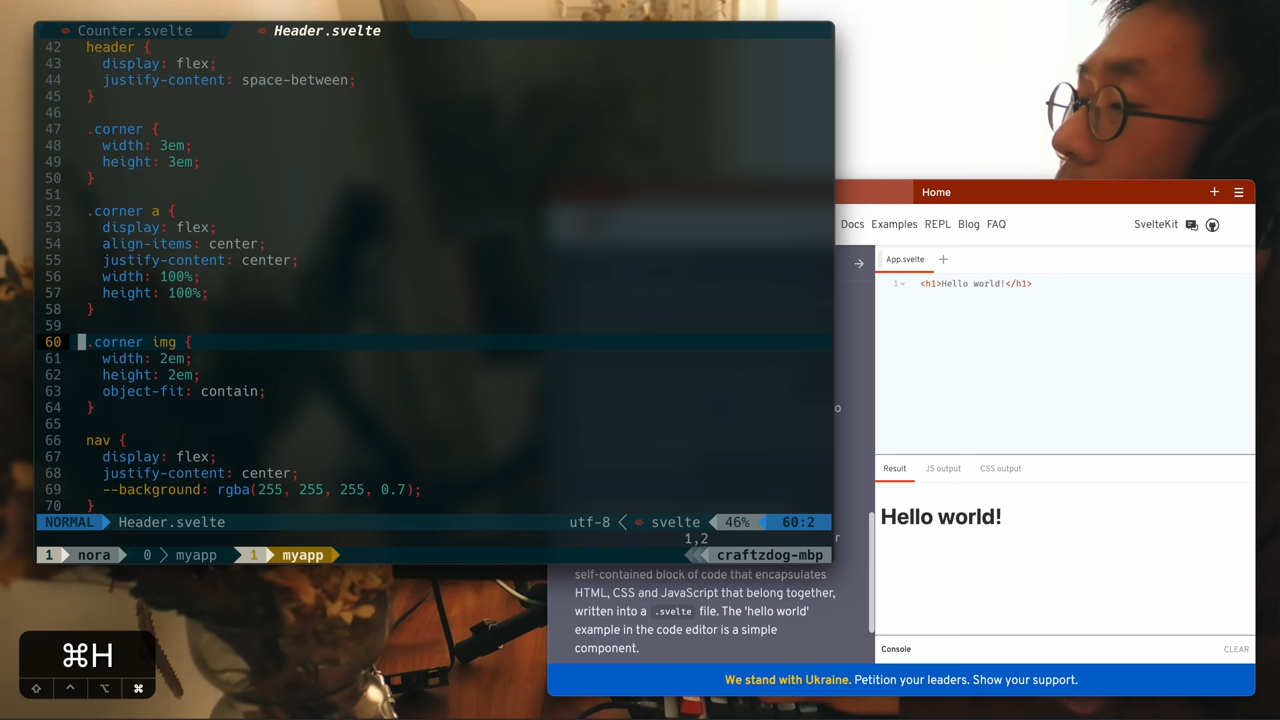 Counter.svelte Header.svelte
42 header {
43 display: flex;
44 justify-content: space-between;
45 }
46
47 .corner {
48 width: 3em;
49 height: 3em;
50 }
51
52 .corner a {
53 display: flex;
54 align-items: center;
55 justify-content: center;
56 width: 100%;
57 height: 100%;
58 }
59
60 .corner img {
61 width: 2em;
62 height: 2em;
63 object-fit: contain;
64 }
65
66 nav {
67 display: flex;
68 justify-content: center;
69 --background: rgba(255, 255, 255, 0.7);
70 }
NORMAL Header.svelte utf-8 svelte 46% 60:2
1,2
1 nora 0 myapp 1 myapp craftzdog-mbp
Home
Docs Examples REPL Blog FAQ SvelteKit
App.svelte +
1 <h1>Hello world!</h1>
Result JS output CSS output
Hello world!
o
r
self-contained block of code that encapsulates
HTML, CSS and JavaScript that belong together,
written into a .svelte file. The 'hello world'
example in the code editor is a simple
component.
Console CLEAR
We stand with Ukraine. Petition your leaders. Show your support.
⌘H
⇧ ^ ⌥ ⌘